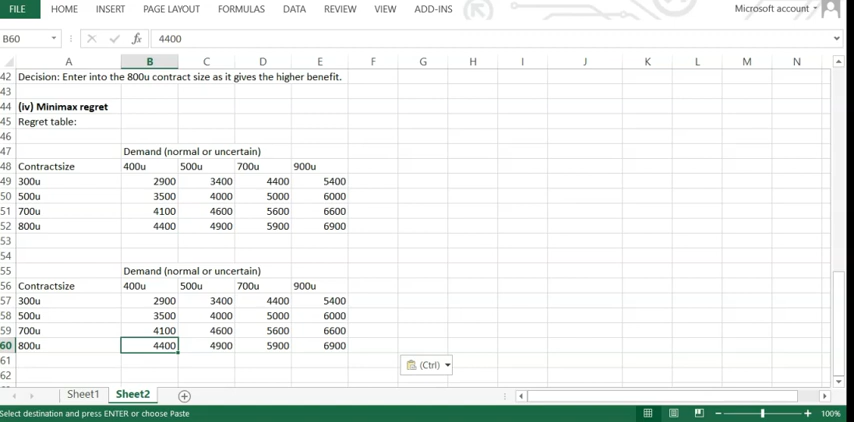 FILE HOME INSERT PAGE LAYOUT FORMULAS DATA REVIEW VIEW ADD-INS Microsoft account
B60 fx 4400
A B C D E F G H I J K L M N
42 Decision: Enter into the 800u contract size as it gives the higher benefit.
43
44 (iv) Minimax regret
45 Regret table:
46
47 Demand (normal or uncertain)
48 Contractsize 400u 500u 700u 900u
49 300u 2900 3400 4400 5400
50 500u 3500 4000 5000 6000
51 700u 4100 4600 5600 6600
52 800u 4400 4900 5900 6900
53
54
55 Demand (normal or uncertain)
56 Contractsize 400u 500u 700u 900u
57 300u 2900 3400 4400 5400
58 500u 3500 4000 5000 6000
59 700u 4100 4600 5600 6600
60 800u 4400 4900 5900 6900
61 (Ctrl)
62
Sheet1 Sheet2
Select destination and press ENTER or choose Paste 100%